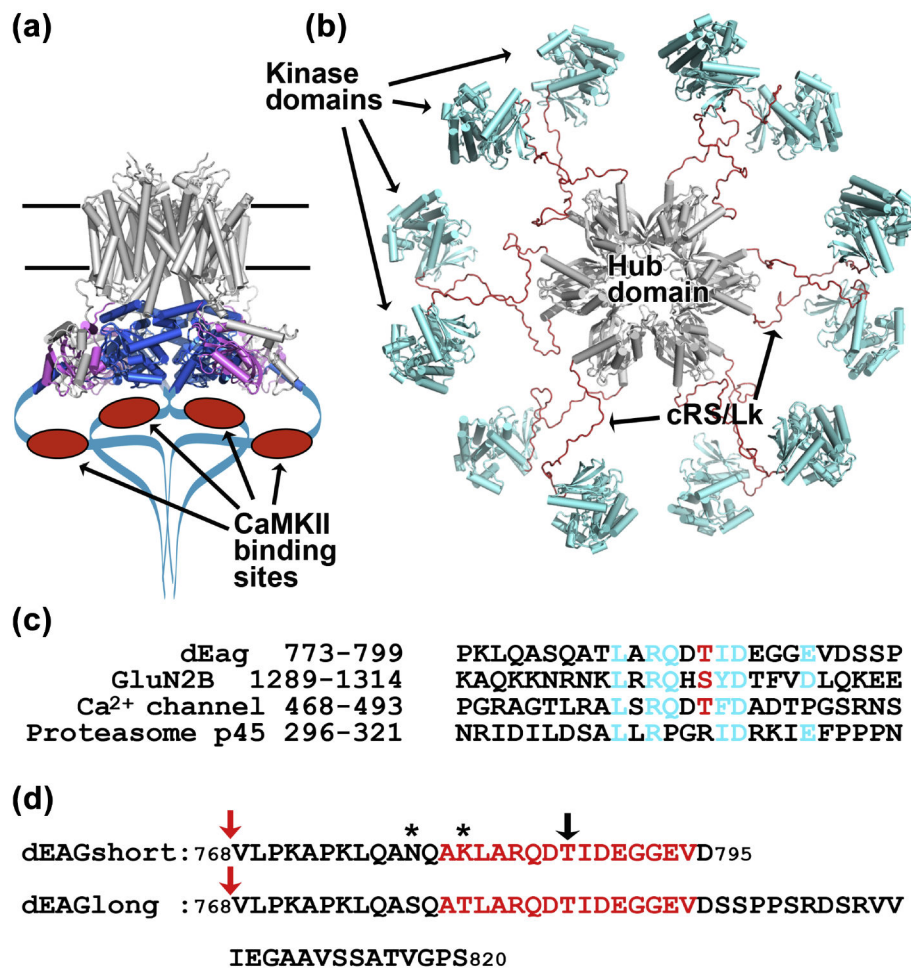 (a)
(b)
Kinase
domains
Hub
domain
cRS/Lk
CaMKII
binding
sites
(c)
dEag 773-799 PKLQASQATLARQDTIDEGGEVDSSP
GluN2B 1289-1314 KAQKKNRNKLRRQHSYDTFVDLQKEE
Ca2+ channel 468-493 PGRAGTLRALSRQDTFDADTPGSRNS
Proteasome p45 296-321 NRIDILDSALLRPGRIDRKIEFPPPN
(d)
* *
dEAGshort:768VLPKAPKLQANQAKLARQDTIDEGGEVD795
dEAGlong :768VLPKAPKLQASQATLARQDTIDEGGEVDSSPPSRDSRVV
IEGAAVSSATVGPS820